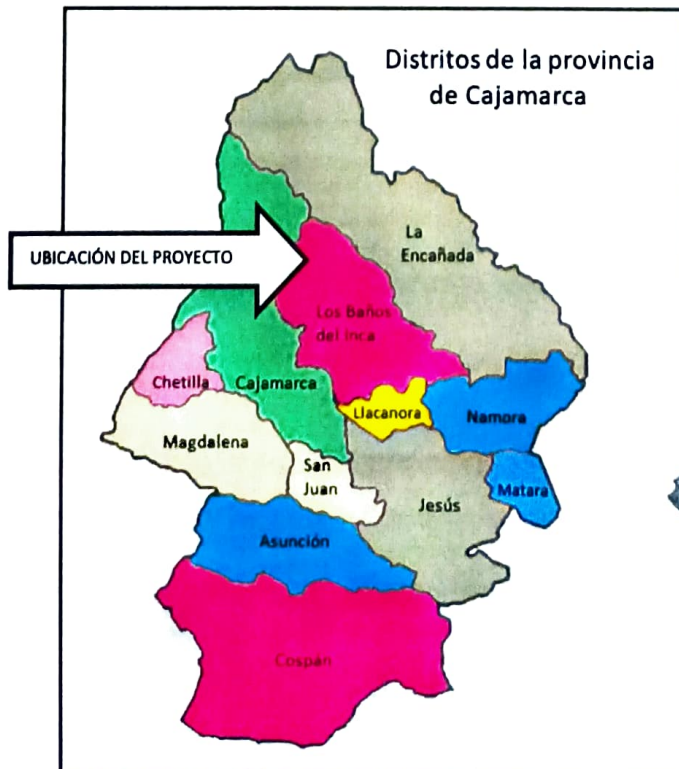 Distritos de la provincia
de Cajamarca
La
Encañada
UBICACIÓN DEL PROYECTO
Los Baños
del Inca
Chetilla
Cajamarca
Llacanora
Namora
Magdalena
San
Juan
Jesús
Matara
Asunción
Cospán